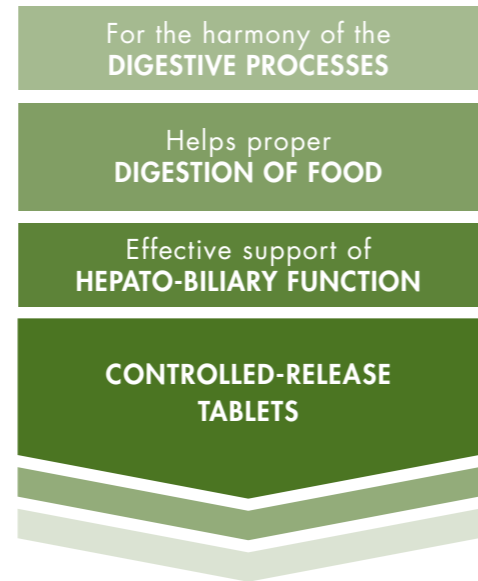 For the harmony of the
DIGESTIVE PROCESSES
Helps proper
DIGESTION OF FOOD
Effective support of
HEPATO-BILIARY FUNCTION
CONTROLLED-RELEASE
TABLETS